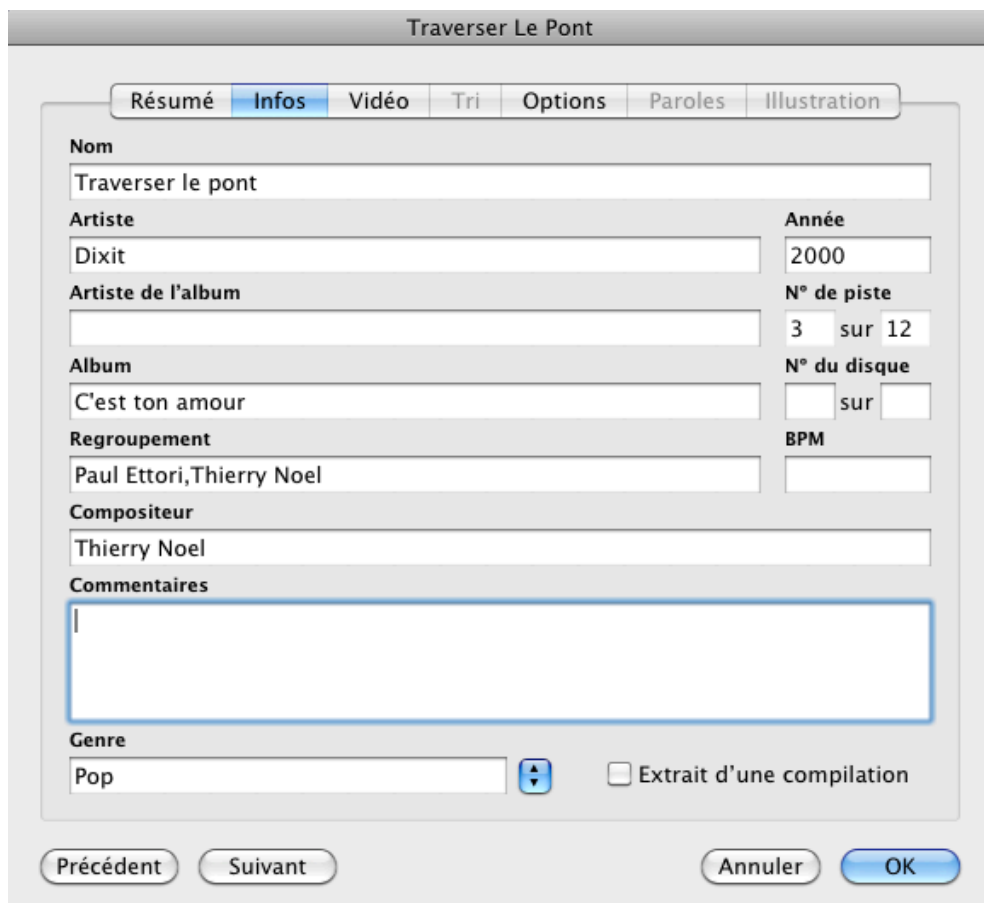 Traverser Le Pont
Résumé Infos Vidéo Tri Options Paroles Illustration
Nom
Traverser le pont
Artiste Année
Dixit 2000
Artiste de l'album N° de piste
3 sur 12
Album N° du disque
C'est ton amour sur
Regroupement BPM
Paul Ettori,Thierry Noel
Compositeur
Thierry Noel
Commentaires
Genre
Pop Extrait d'une compilation
Précédent Suivant Annuler OK